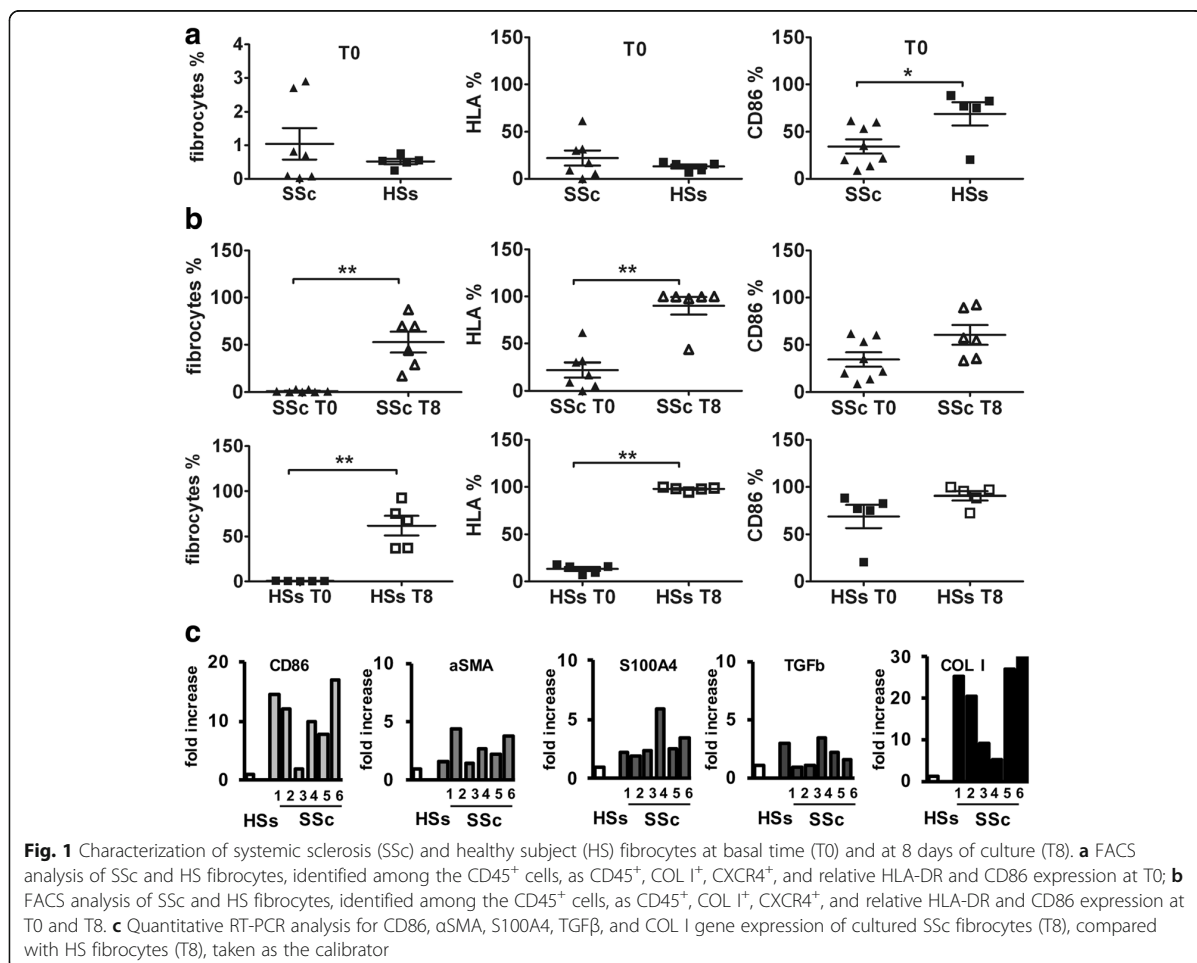 a
T0
T0
fibrocytes %
4
3
2
1
0
SSc
HSs
HLA %
150
100
50
0
SSc
HSs
CD86 %
150
100
50
0
*
SSc
HSs
b
fibrocytes %
150
100
50
0
**
SSc T0
SSc T8
HLA %
150
100
50
0
**
SSc T0
SSc T8
CD86 %
150
100
50
0
SSc T0
SSc T8
fibrocytes %
150
100
50
0
**
HSs T0
HSs T8
HLA %
150
100
50
0
**
HSs T0
HSs T8
CD86 %
150
100
50
0
HSs T0
HSs T8
c
fold increase
20
10
0
CD86
1 2 3 4 5 6
HSs
SSc
fold increase
10
5
0
aSMA
1 2 3 4 5 6
HSs
SSc
fold increase
10
5
0
S100A4
1 2 3 4 5 6
HSs
SSc
fold increase
10
5
0
TGFb
1 2 3 4 5 6
HSs
SSc
fold increase
30
20
10
0
COL I
1 2 3 4 5 6
HSs
SSc
Fig. 1 Characterization of systemic sclerosis (SSc) and healthy subject (HS) fibrocytes at basal time (T0) and at 8 days of culture (T8). a FACS
analysis of SSc and HS fibrocytes, identified among the CD45⁺ cells, as CD45⁺, COL I⁺, CXCR4⁺, and relative HLA-DR and CD86 expression at T0; b
FACS analysis of SSc and HS fibrocytes, identified among the CD45⁺ cells, as CD45⁺, COL I⁺, CXCR4⁺, and relative HLA-DR and CD86 expression at
T0 and T8. c Quantitative RT-PCR analysis for CD86, αSMA, S100A4, TGFβ, and COL I gene expression of cultured SSc fibrocytes (T8), compared
with HS fibrocytes (T8), taken as the calibrator